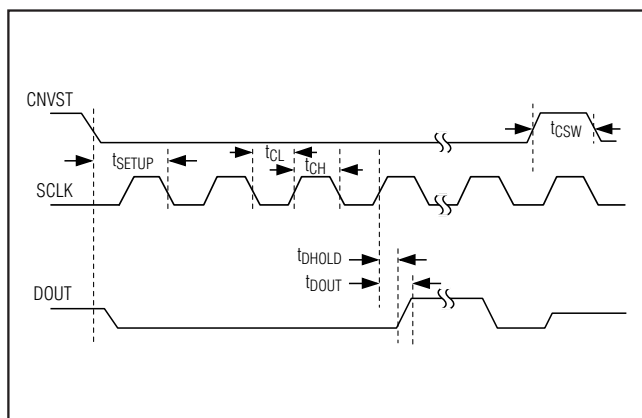 CNVST
tCSW
tSETUP
tCL
tCH
SCLK
tDHOLD
tDOUT
DOUT